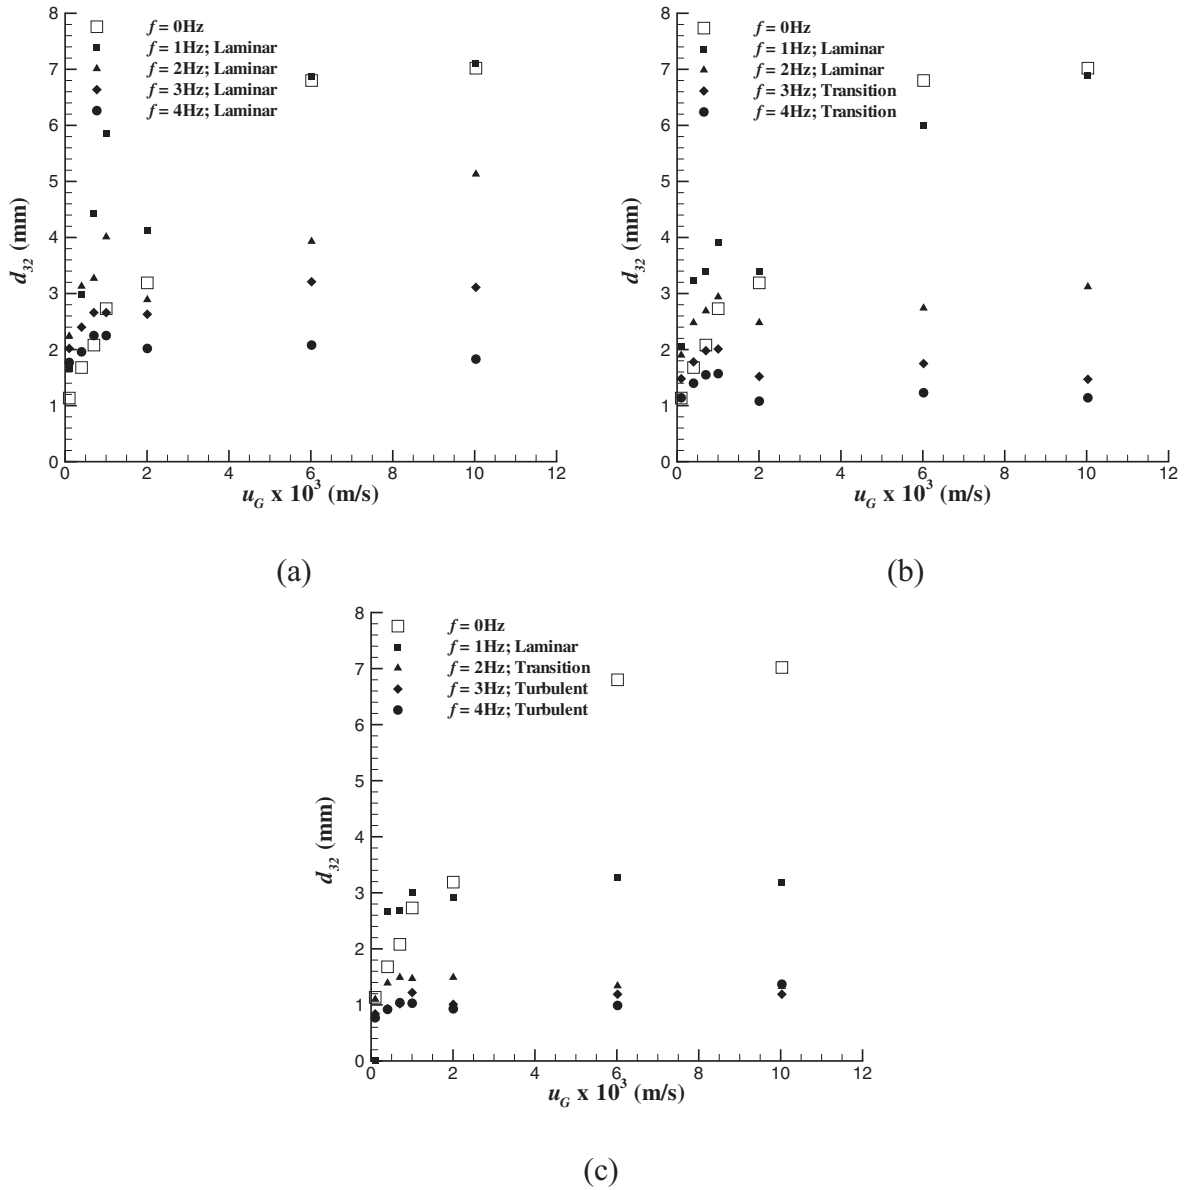 8
7
6
5
4
3
2
1
0
d32 (mm)
f = 0Hz
f = 1Hz; Laminar
f = 2Hz; Laminar
f = 3Hz; Laminar
f = 4Hz; Laminar
0 2 4 6 8 10 12
uG x 10³ (m/s)
(a)
8
7
6
5
4
3
2
1
0
d32 (mm)
f = 0Hz
f = 1Hz; Laminar
f = 2Hz; Laminar
f = 3Hz; Transition
f = 4Hz; Transition
0 2 4 6 8 10 12
uG x 10³ (m/s)
(b)
8
7
6
5
4
3
2
1
0
d32 (mm)
f = 0Hz
f = 1Hz; Laminar
f = 2Hz; Transition
f = 3Hz; Turbulent
f = 4Hz; Turbulent
0 2 4 6 8 10 12
uG x 10³ (m/s)
(c)